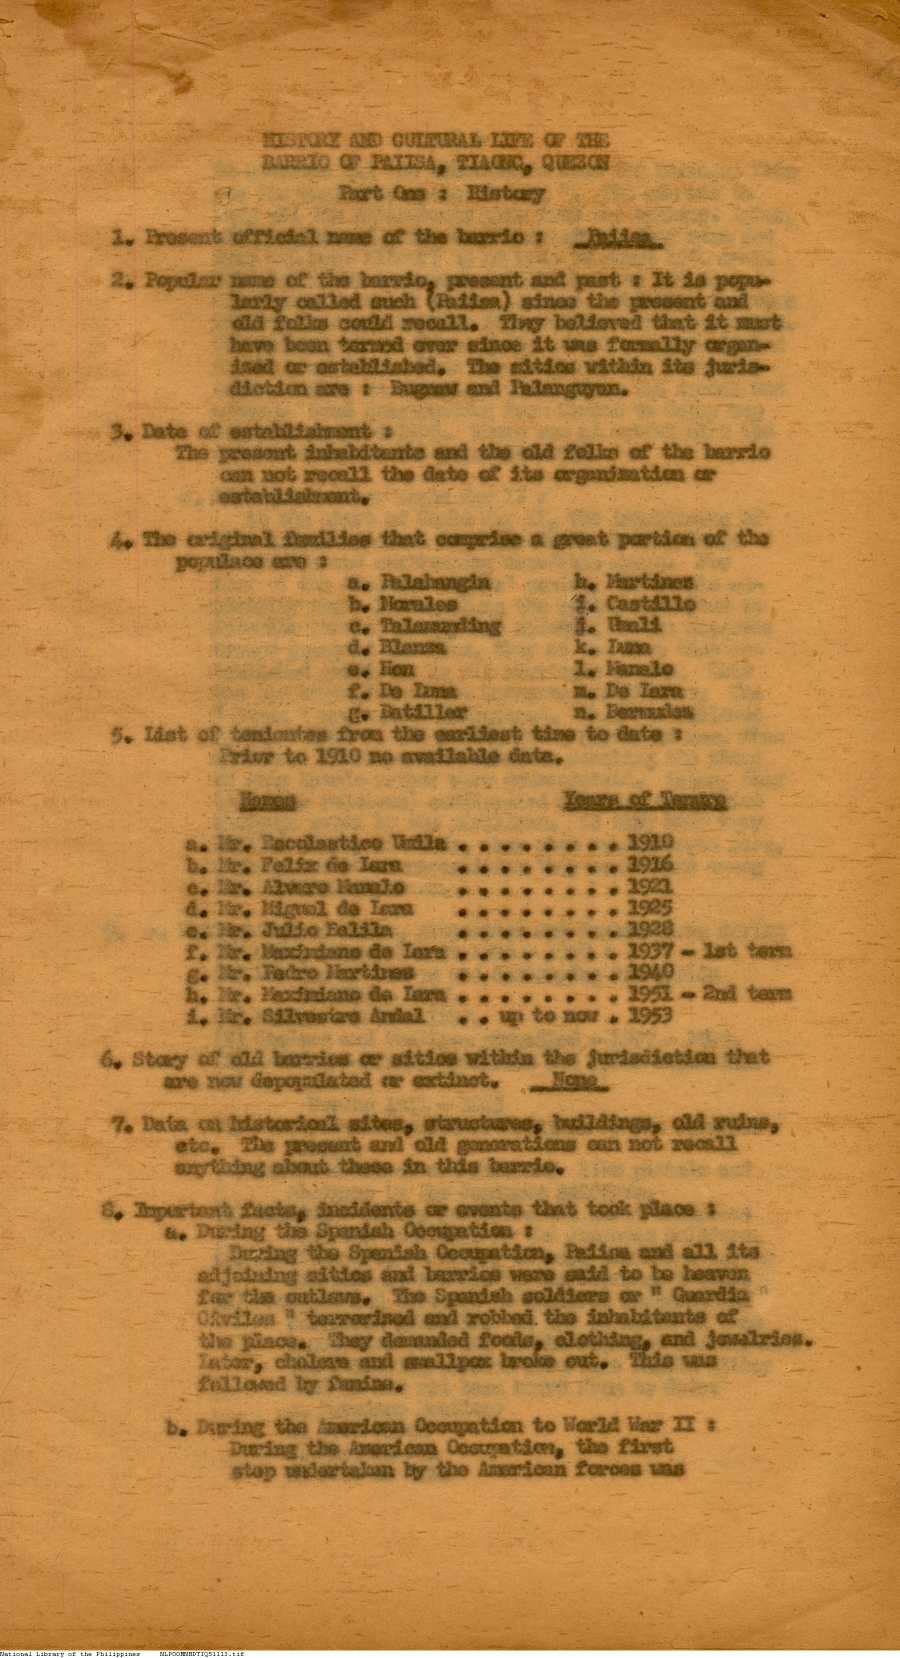 HISTORY AND CULTURAL LIFE OF THE
BARRIO OF PAIISA, TIAONG, QUEZON
Part One : History
1. Present official name of the barrio : Paiisa
2. Popular name of the barrio, present and past : It is popu-
larly called such (Paiisa) since the present and
old folks could recall. They believed that it must
have been termed ever since it was formally organ-
ized or established. The sitios within its juris-
diction are : Bugnaw and Palanguyan.
3. Date of establishment :
The present inhabitants and the old folks of the barrio
can not recall the date of its organization or
establishment.
4. The original families that comprise a great portion of the
populace are :
a. Palabangin h. Martinez
b. Morales i. Castillo
c. Talawanding j. Umali
d. k. Luna
e. l. Manalo
f. De Luna m. De Lara
g. Batiller n.
5. List of tenientes from the earliest time to date :
Prior to 1910 no available data.
Names Years of Tenure
a. Mr. Escolastico . . . . . . . . 1910
b. Mr. Felix de Lara . . . . . . . . 1916
c. Mr. Alvaro Manalo . . . . . . . . 1921
d. Mr. Miguel de Lara . . . . . . . . 1925
e. Mr. Julio . . . . . . . . 1928
f. Mr. Maximiano de Lara . . . . . . . . 1937 - 1st term
g. Mr. Pedro Martinez . . . . . . . . 1940
h. Mr. Maximiano de Lara . . . . . . . . 1951 - 2nd term
i. Mr. Silvestre Andal . . up to now . 1953
6. Story of old barrios or sitios within the jurisdiction that
are now depopulated or extinct. None
7. Data on historical sites, structures, buildings, old ruins,
etc. The present and old generations can not recall
anything about these in this barrio.
8. Important facts, incidents or events that took place :
a. During the Spanish Occupation :
During the Spanish Occupation, Paiisa and all its
adjoining sitios and barrios were said to be heaven
for the outlaws. The Spanish soldiers or " Guardia "
Civiles " terrorized and robbed the inhabitants of
the place. They demanded foods, clothing, and jewelries.
Later, cholera and smallpox broke out. This was
followed by famine.
b. During the American Occupation to World War II :
During the American Occupation, the first
step undertaken by the American forces was
National Library of the Philippines